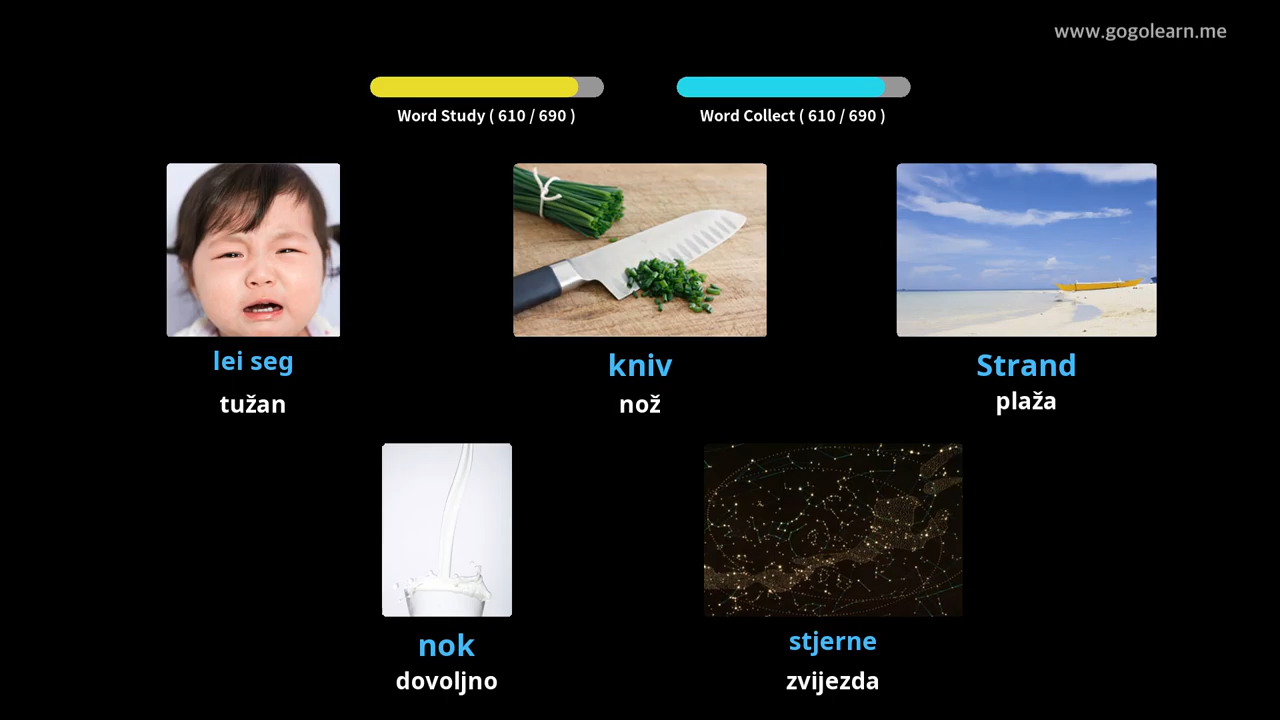 www.gogolearn.me
Word Study ( 610 / 690 )
Word Collect ( 610 / 690 )
lei seg
tužan
kniv
nož
Strand
plaža
nok
dovoljno
stjerne
zvijezda